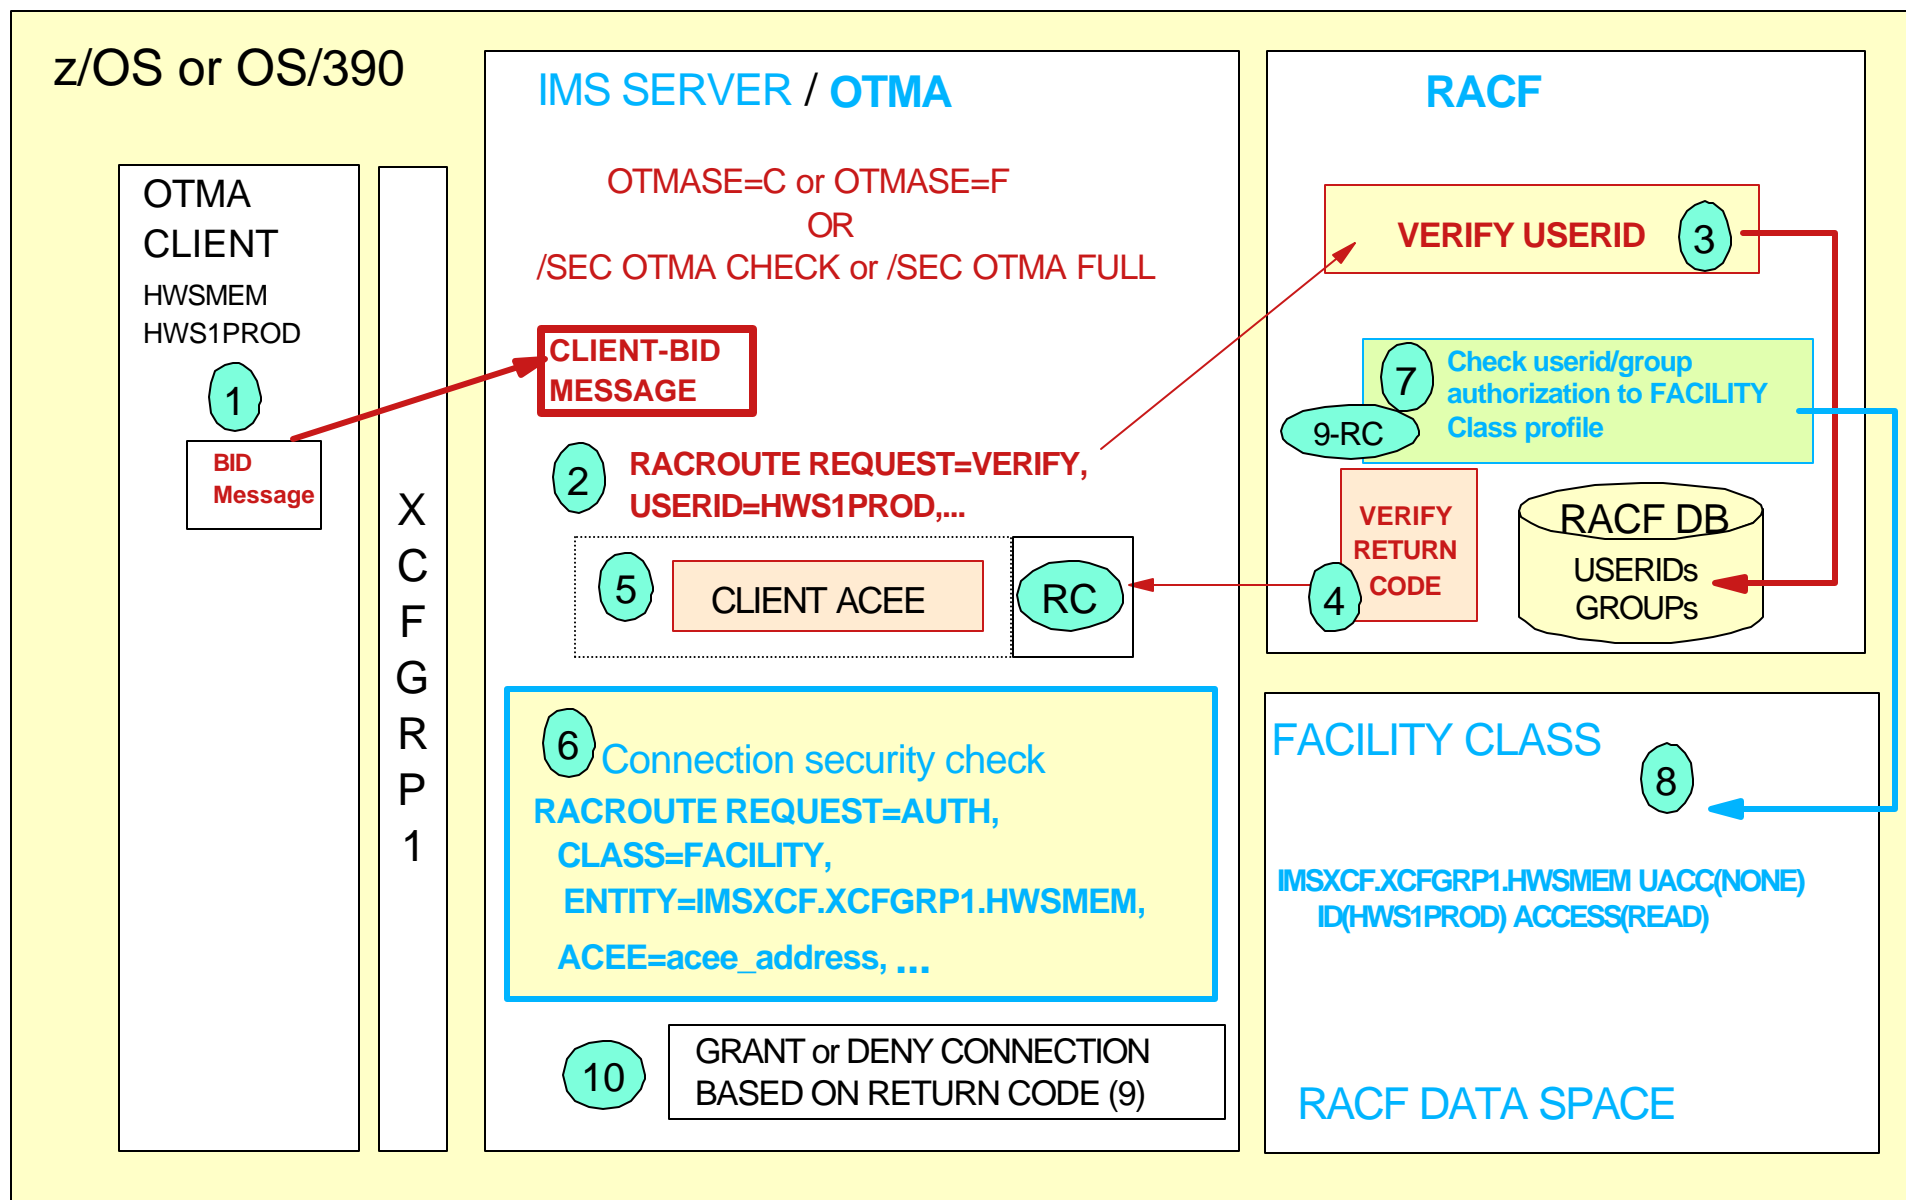 z/OS or OS/390
OTMA
CLIENT
HWSMEM
HWS1PROD
1
BID
Message
X
C
F
G
R
P
1
IMS SERVER / OTMA
OTMASE=C or OTMASE=F
OR
/SEC OTMA CHECK or /SEC OTMA FULL
CLIENT-BID
MESSAGE
2
RACROUTE REQUEST=VERIFY,
USERID=HWS1PROD,...
5
CLIENT ACEE
RC
6
Connection security check
RACROUTE REQUEST=AUTH,
CLASS=FACILITY,
ENTITY=IMSXCF.XCFGRP1.HWSMEM,
ACEE=acee_address, ...
10
GRANT or DENY CONNECTION
BASED ON RETURN CODE (9)
RACF
VERIFY USERID
3
7
Check userid/group
authorization to FACILITY
Class profile
9-RC
VERIFY
RETURN
CODE
4
RACF DB
USERIDs
GROUPs
FACILITY CLASS
8
IMSXCF.XCFGRP1.HWSMEM UACC(NONE)
ID(HWS1PROD) ACCESS(READ)
RACF DATA SPACE